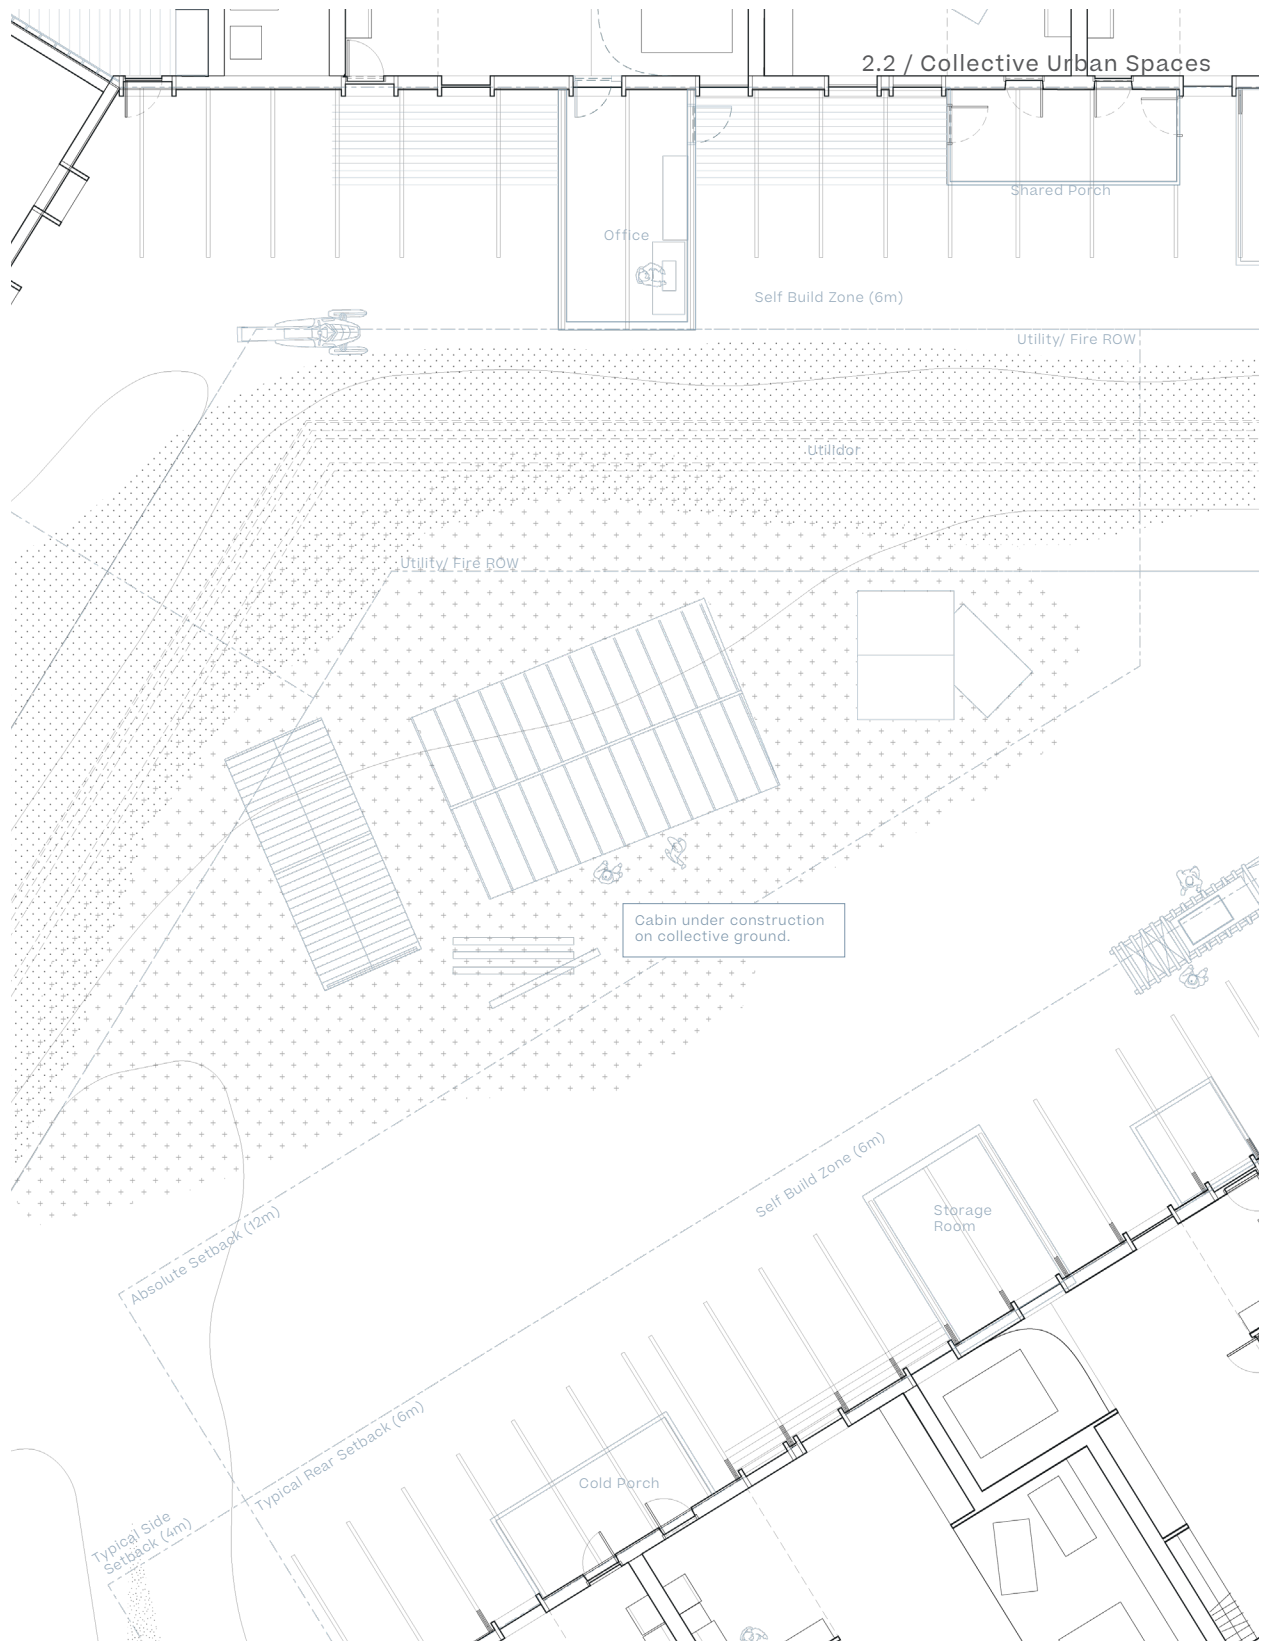 2.2 / Collective Urban Spaces
Shared Porch
Office
Self Build Zone (6m)
Utility/ Fire ROW
Utilidor
Utility/ Fire ROW
Cabin under construction
on collective ground.
Self Build Zone (6m)
Storage
Room
Absolute Setback (12m)
Typical Rear Setback (6m)
Cold Porch
Typical Side
Setback (4m)